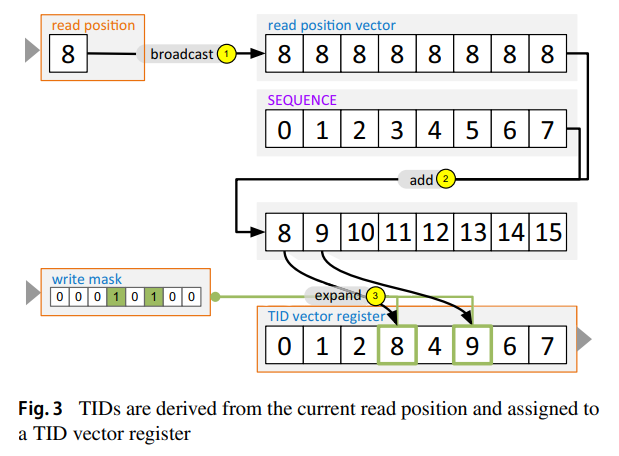 read position
8
broadcast 1
read position vector
8 8 8 8 8 8 8 8
SEQUENCE
0 1 2 3 4 5 6 7
add 2
8 9 10 11 12 13 14 15
write mask
0 0 0 1 0 1 0 0
expand 3
TID vector register
0 1 2 8 4 9 6 7
Fig. 3 TIDs are derived from the current read position and assigned to
a TID vector register